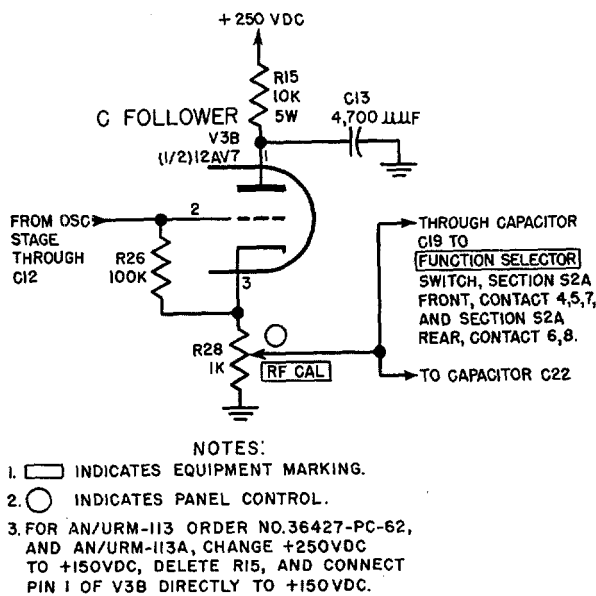 +250 VDC
R15
10K
5W
C13
4,700 µµF
C FOLLOWER
V3B
(1/2)12AV7
1
FROM OSC
STAGE
THROUGH
C12
2
R26
100K
3
R28
1K
RF CAL
THROUGH CAPACITOR
C19 TO
FUNCTION SELECTOR
SWITCH, SECTION S2A
FRONT, CONTACT 4,5,7,
AND SECTION S2A
REAR, CONTACT 6,8.
TO CAPACITOR C22
NOTES:
1. INDICATES EQUIPMENT MARKING.
2. INDICATES PANEL CONTROL.
3. FOR AN/URM-113 ORDER NO.36427-PC-62,
AND AN/URM-113A, CHANGE +250VDC
TO +150VDC, DELETE R15, AND CONNECT
PIN 1 OF V3B DIRECTLY TO +150VDC.